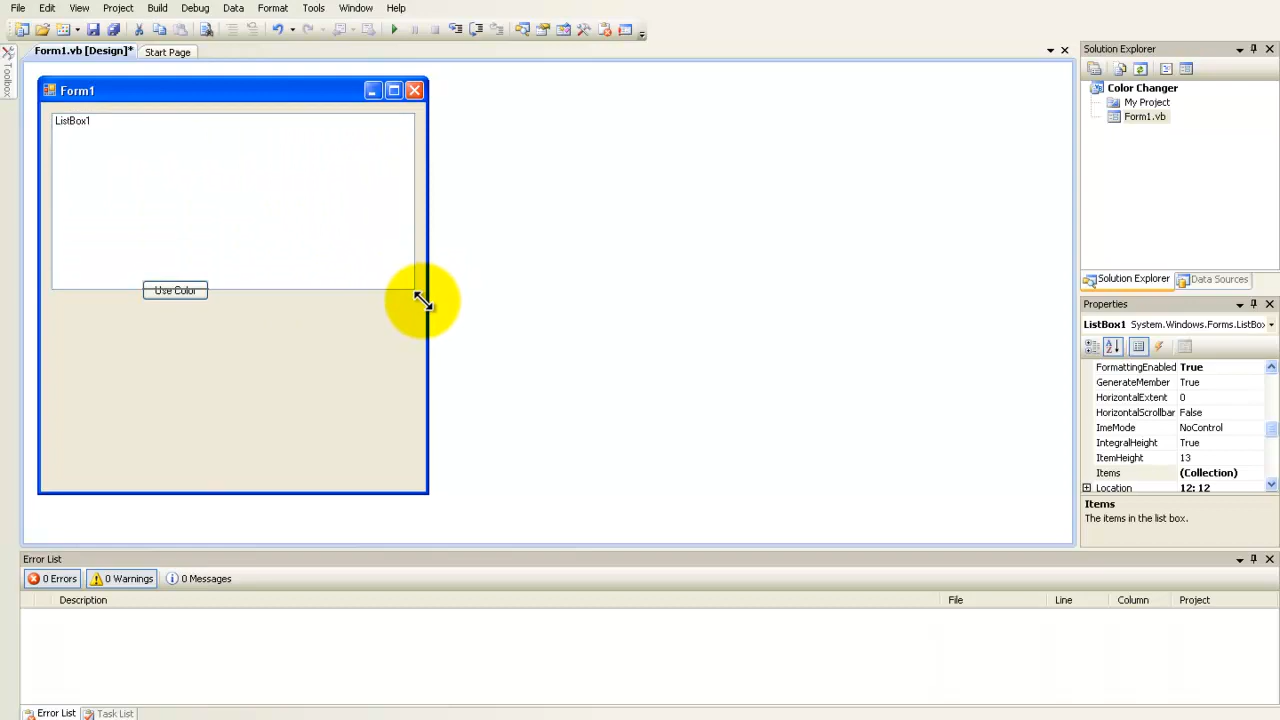 File Edit View Project Build Debug Data Format Tools Window Help
Form1.vb [Design]* Start Page
Toolbox
Form1
ListBox1
Use Color
Solution Explorer
Color Changer
My Project
Form1.vb
Solution Explorer Data Sources
Properties
ListBox1 System.Windows.Forms.ListBo
FormattingEnabled True
GenerateMember True
HorizontalExtent 0
HorizontalScrollbar False
ImeMode NoControl
IntegralHeight True
ItemHeight 13
Items (Collection)
Location 12; 12
Items
The items in the list box.
Error List
0 Errors 0 Warnings 0 Messages
Description File Line Column Project
Error List Task List